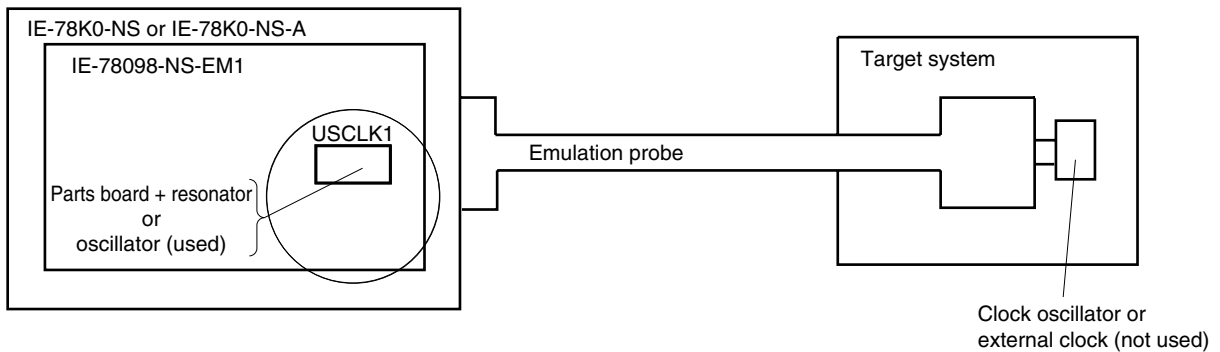 IE-78K0-NS or IE-78K0-NS-A
IE-78098-NS-EM1
USCLK1
Parts board + resonator
or
oscillator (used)
Emulation probe
Target system
Clock oscillator or
external clock (not used)